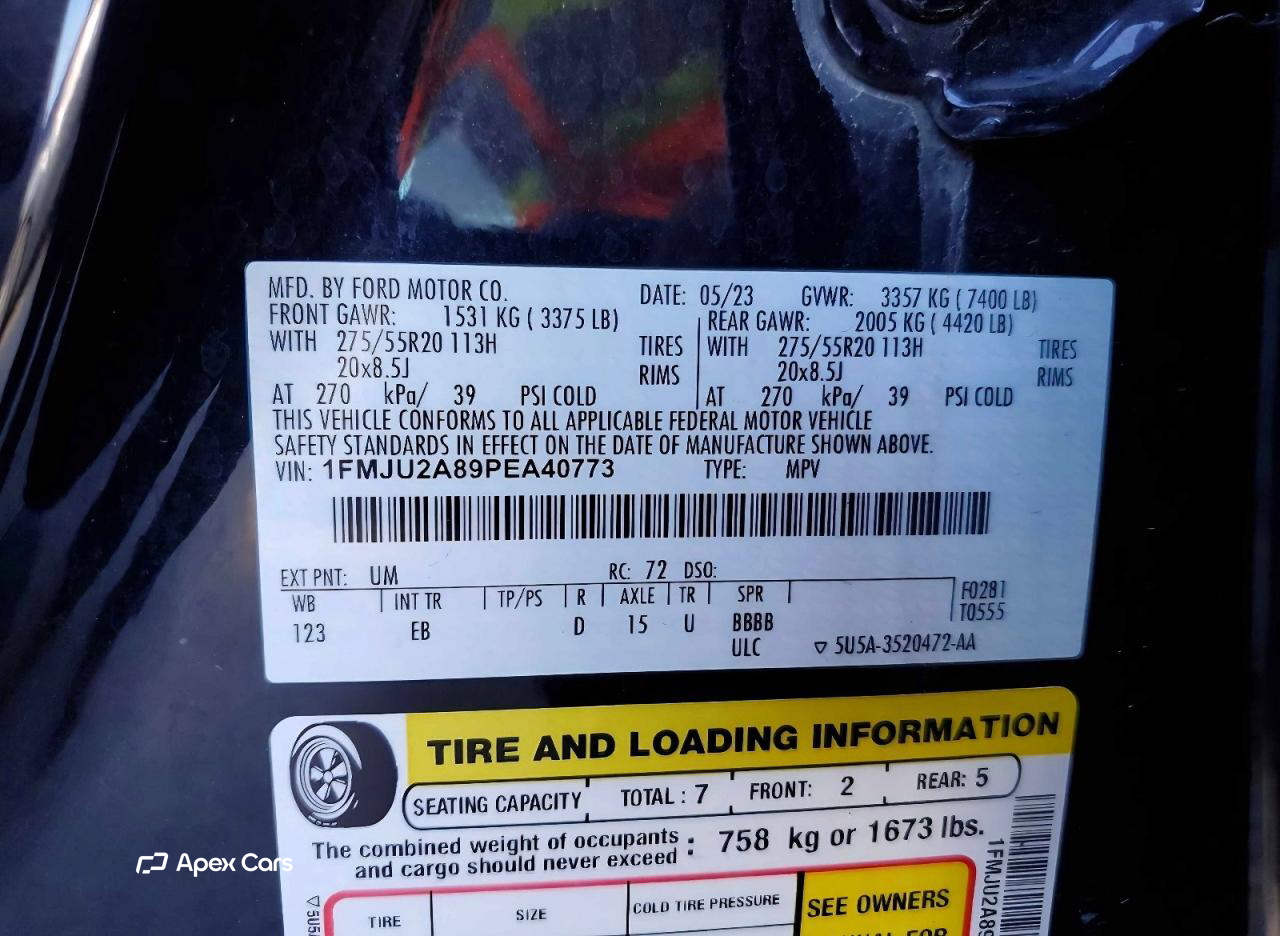 MFD. BY FORD MOTOR CO. DATE: 05/23 GVWR: 3357 KG ( 7400 LB)
FRONT GAWR: 1531 KG ( 3375 LB) REAR GAWR: 2005 KG ( 4420 LB)
WITH 275/55R20 113H TIRES WITH 275/55R20 113H TIRES
20x8.5J RIMS 20x8.5J RIMS
AT 270 kPa/ 39 PSI COLD AT 270 kPa/ 39 PSI COLD
THIS VEHICLE CONFORMS TO ALL APPLICABLE FEDERAL MOTOR VEHICLE
SAFETY STANDARDS IN EFFECT ON THE DATE OF MANUFACTURE SHOWN ABOVE.
VIN: 1FMJU2A89PEA40773 TYPE: MPV
EXT PNT: UM RC: 72 DSO:
WB INT TR TP/PS R AXLE TR SPR F0281
T0555
123 EB D 15 U BBBB
ULC ▽ 5U5A-3520472-AA
TIRE AND LOADING INFORMATION
SEATING CAPACITY TOTAL : 7 FRONT: 2 REAR: 5
The combined weight of occupants
and cargo should never exceed : 758 kg or 1673 lbs.
TIRE SIZE COLD TIRE PRESSURE SEE OWNERS
1FMJU2A89
▽ 5U5
Apex Cars